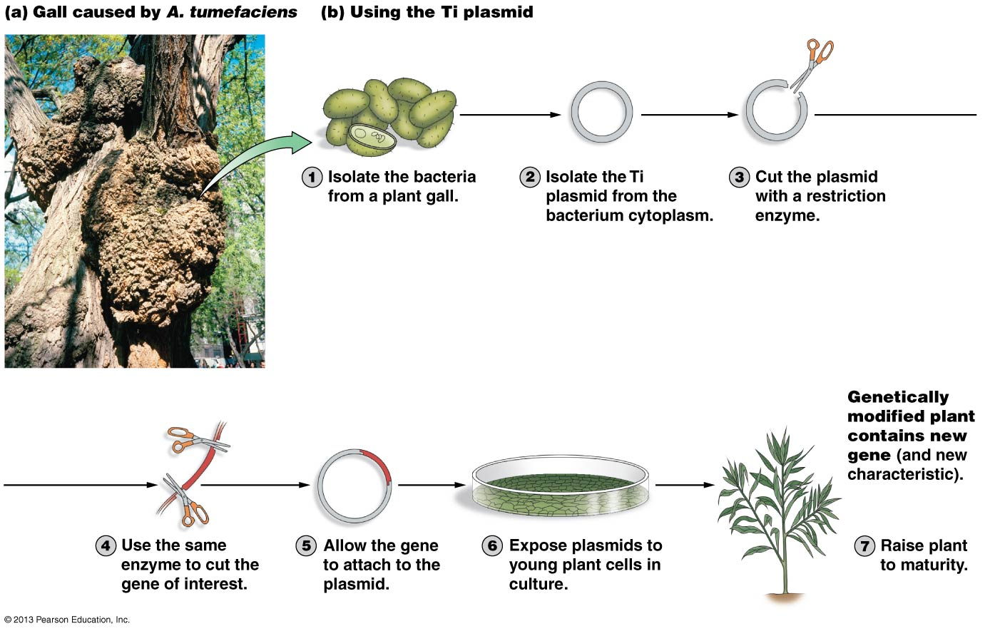 (a) Gall caused by A. tumefaciens
(b) Using the Ti plasmid
1 Isolate the bacteria
from a plant gall.
2 Isolate the Ti
plasmid from the
bacterium cytoplasm.
3 Cut the plasmid
with a restriction
enzyme.
4 Use the same
enzyme to cut the
gene of interest.
5 Allow the gene
to attach to the
plasmid.
6 Expose plasmids to
young plant cells in
culture.
Genetically
modified plant
contains new
gene (and new
characteristic).
7 Raise plant
to maturity.
© 2013 Pearson Education, Inc.